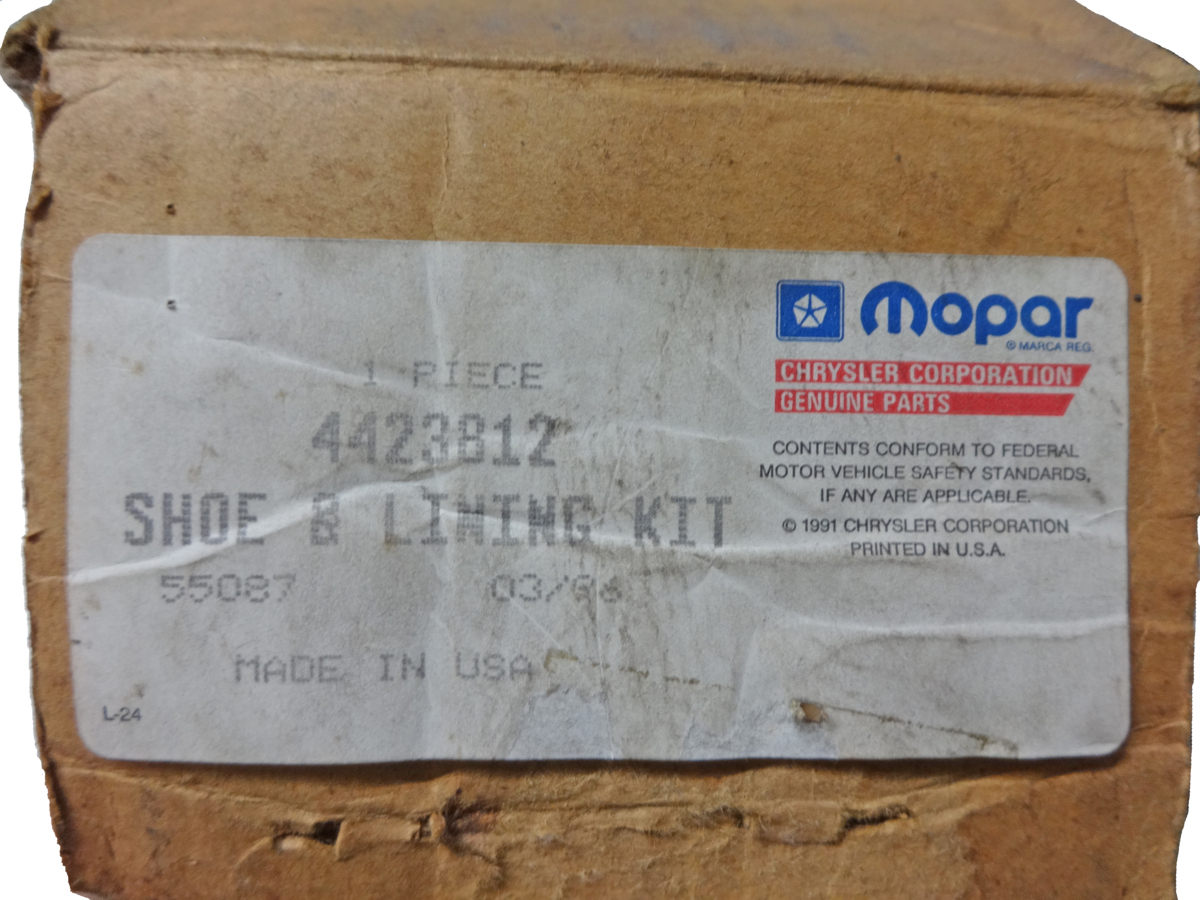 1 PIECE
4423812
SHOE & LINING KIT
55087
MADE IN USA
L-24
Mopar
® MARCA REG.
CHRYSLER CORPORATION
GENUINE PARTS
CONTENTS CONFORM TO FEDERAL
MOTOR VEHICLE SAFETY STANDARDS,
IF ANY ARE APPLICABLE.
© 1991 CHRYSLER CORPORATION
PRINTED IN U.S.A.